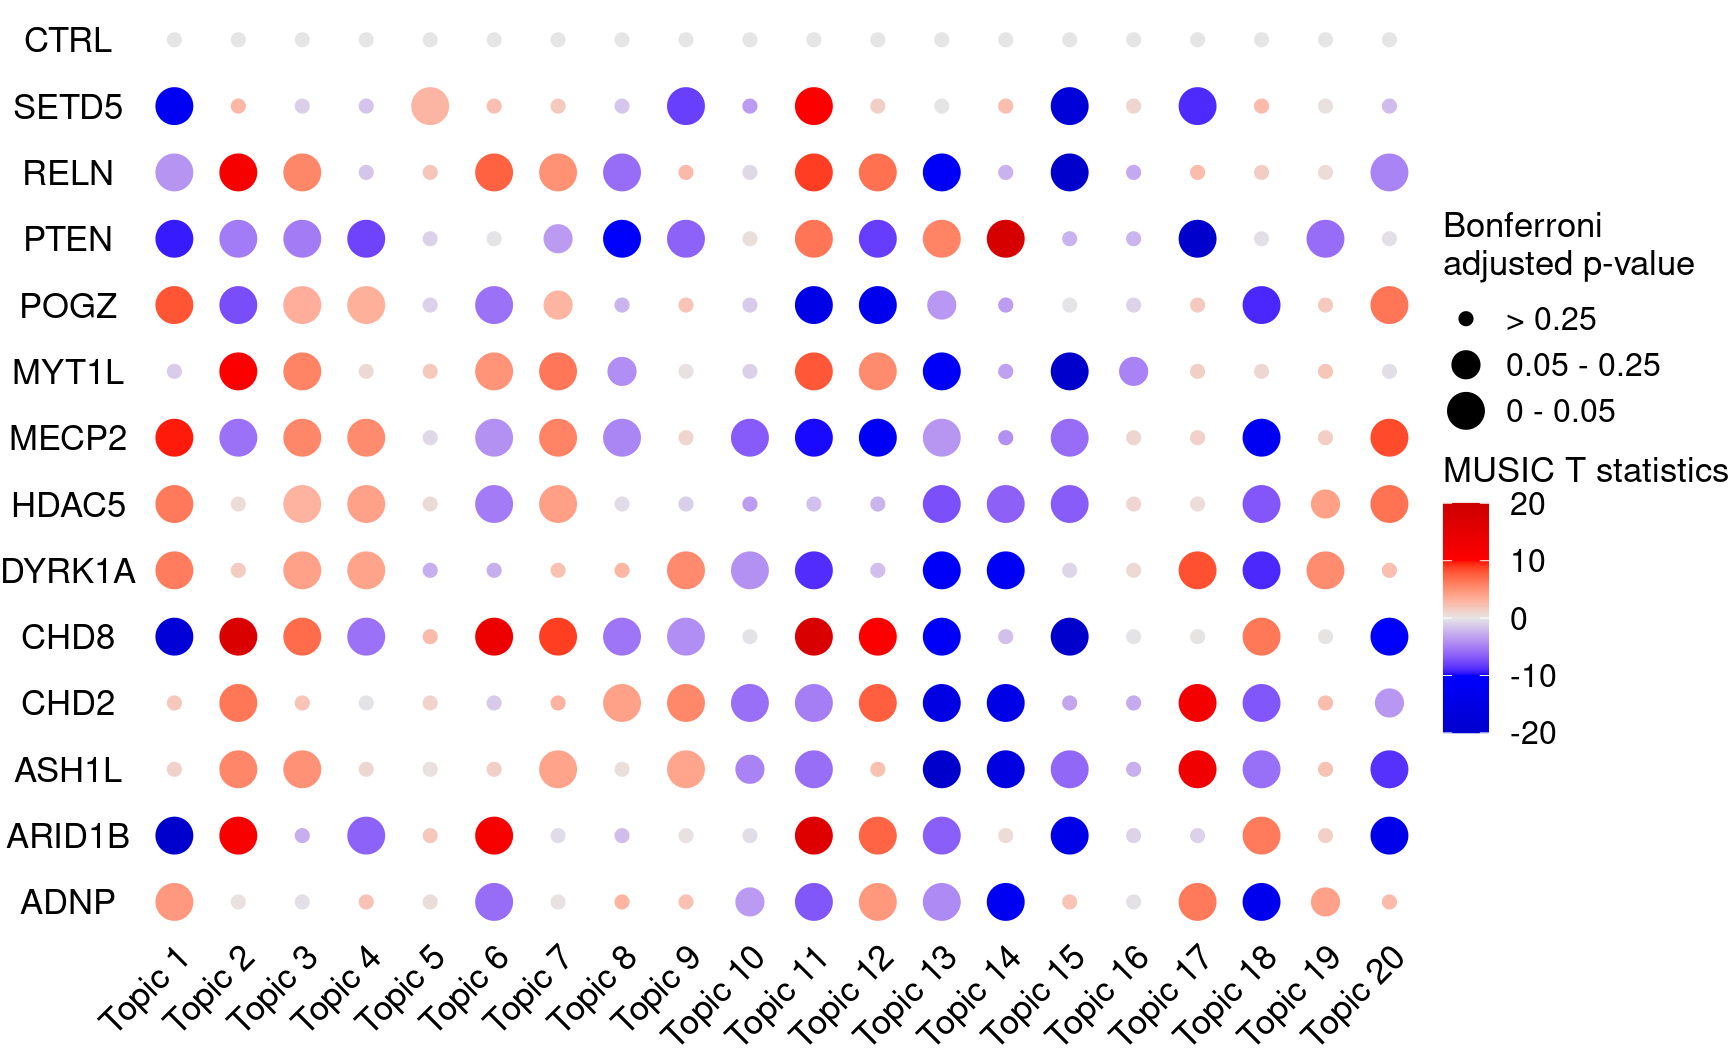 CTRL
SETD5
RELN
PTEN
POGZ
MYT1L
MECP2
HDAC5
DYRK1A
CHD8
CHD2
ASH1L
ARID1B
ADNP
Topic 1
Topic 2
Topic 3
Topic 4
Topic 5
Topic 6
Topic 7
Topic 8
Topic 9
Topic 10
Topic 11
Topic 12
Topic 13
Topic 14
Topic 15
Topic 16
Topic 17
Topic 18
Topic 19
Topic 20
Bonferroni
adjusted p-value
> 0.25
0.05 - 0.25
0 - 0.05
MUSIC T statistics
20
10
0
-10
-20